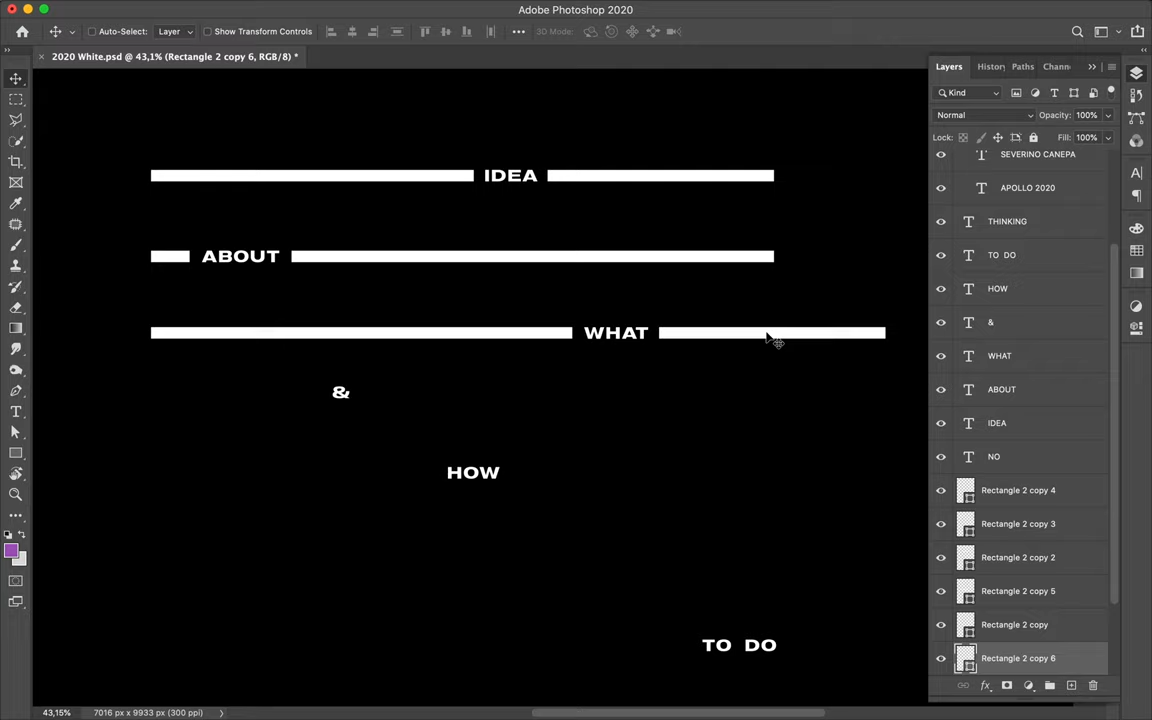 Adobe Photoshop 2020
Auto-Select:
Layer
Show Transform Controls
3D Mode:
2020 White.psd @ 43,1% (Rectangle 2 copy 6, RGB/8) *
Layers
History
Paths
Chann
Kind
Normal
Opacity:
100%
Lock:
Fill:
100%
SEVERINO CANEPA
APOLLO 2020
THINKING
TO DO
HOW
&
WHAT
ABOUT
IDEA
NO
Rectangle 2 copy 4
Rectangle 2 copy 3
Rectangle 2 copy 2
Rectangle 2 copy 5
Rectangle 2 copy
Rectangle 2 copy 6
IDEA
ABOUT
WHAT
&
HOW
TO DO
43,15%
7016 px x 9933 px (300 ppi)